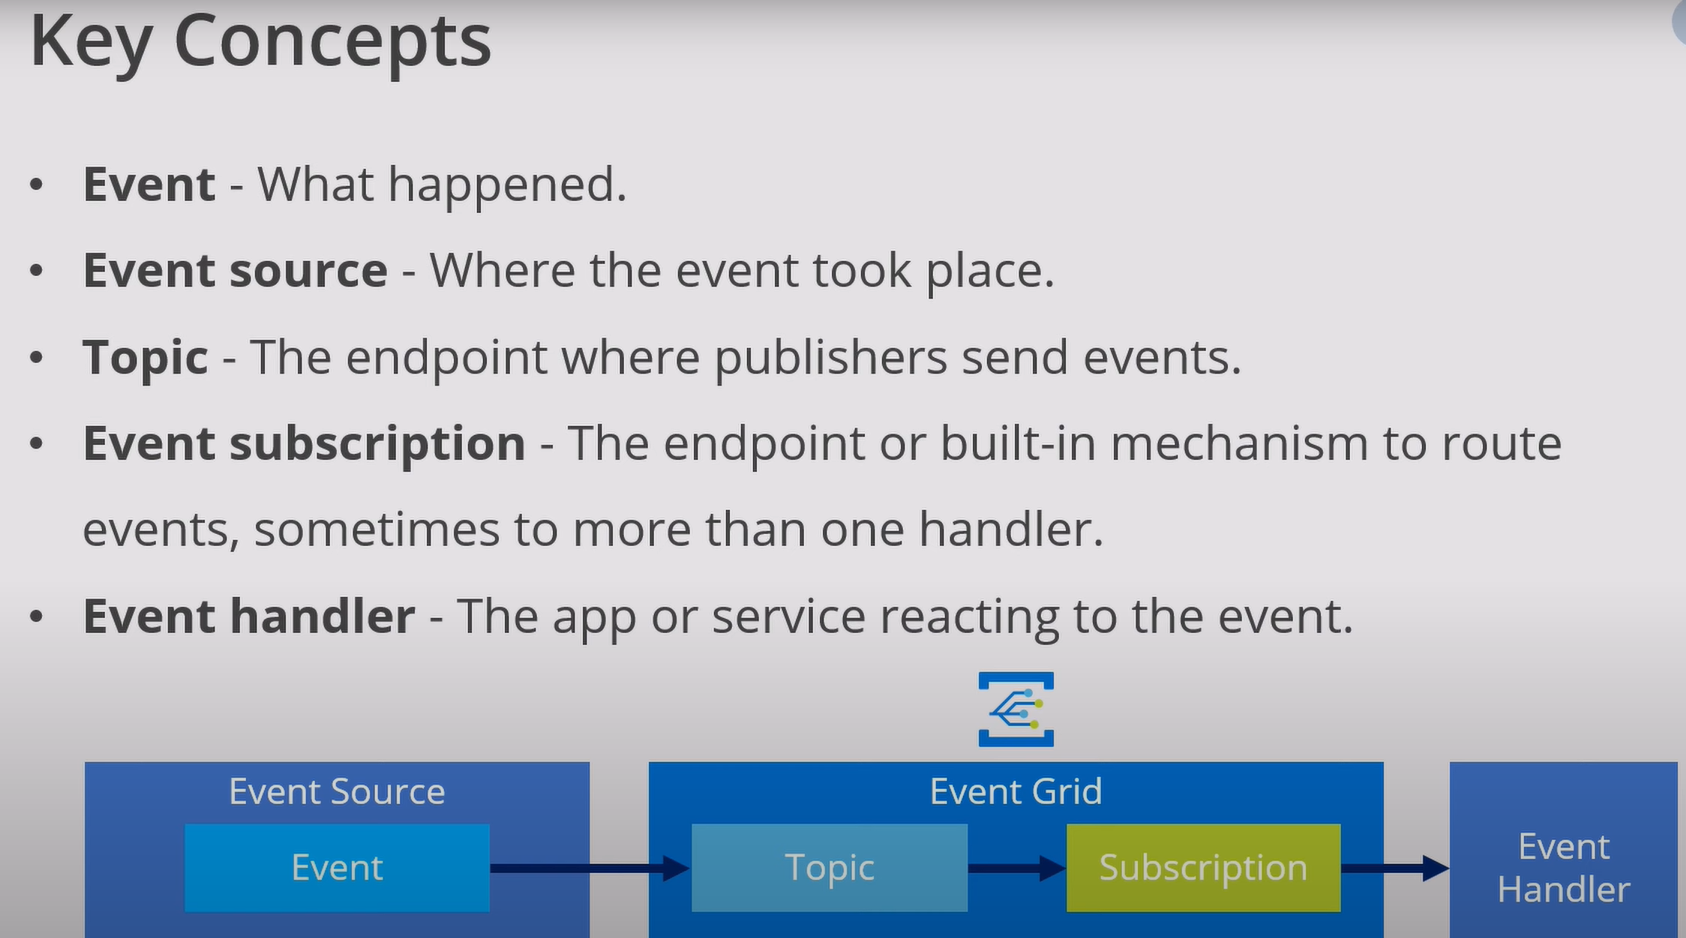 Key Concepts
• Event - What happened.
• Event source - Where the event took place.
• Topic - The endpoint where publishers send events.
• Event subscription - The endpoint or built-in mechanism to route
events, sometimes to more than one handler.
• Event handler - The app or service reacting to the event.
Event Source
Event
Event Grid
Topic
Subscription
Event
Handler